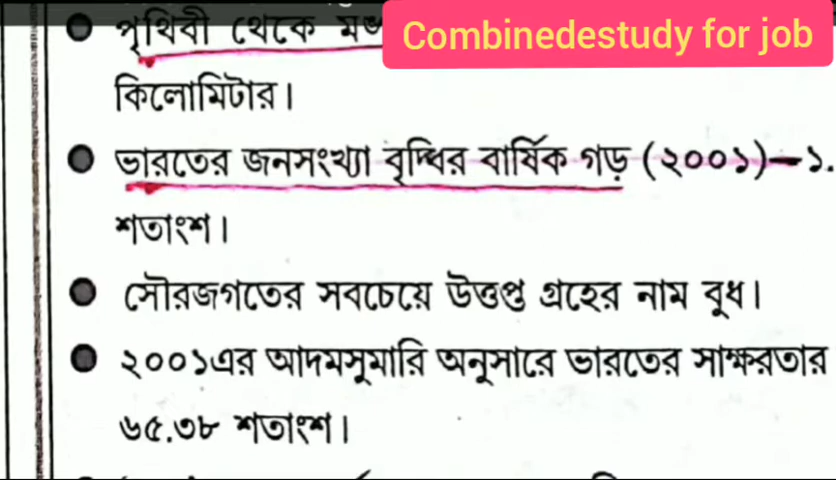 পৃথিবী থেকে
Combinedestudy for job
কিলোমিটার।
ভারতের জনসংখ্যা বৃদ্ধির বার্ষিক গড় (২০০১)—১.
শতাংশ।
সৌরজগতের সবচেয়ে উত্তপ্ত গ্রহের নাম বুধ।
২০০১এর আদমসুমারি অনুসারে ভারতের সাক্ষরতার
৬৫.৩৮ শতাংশ।